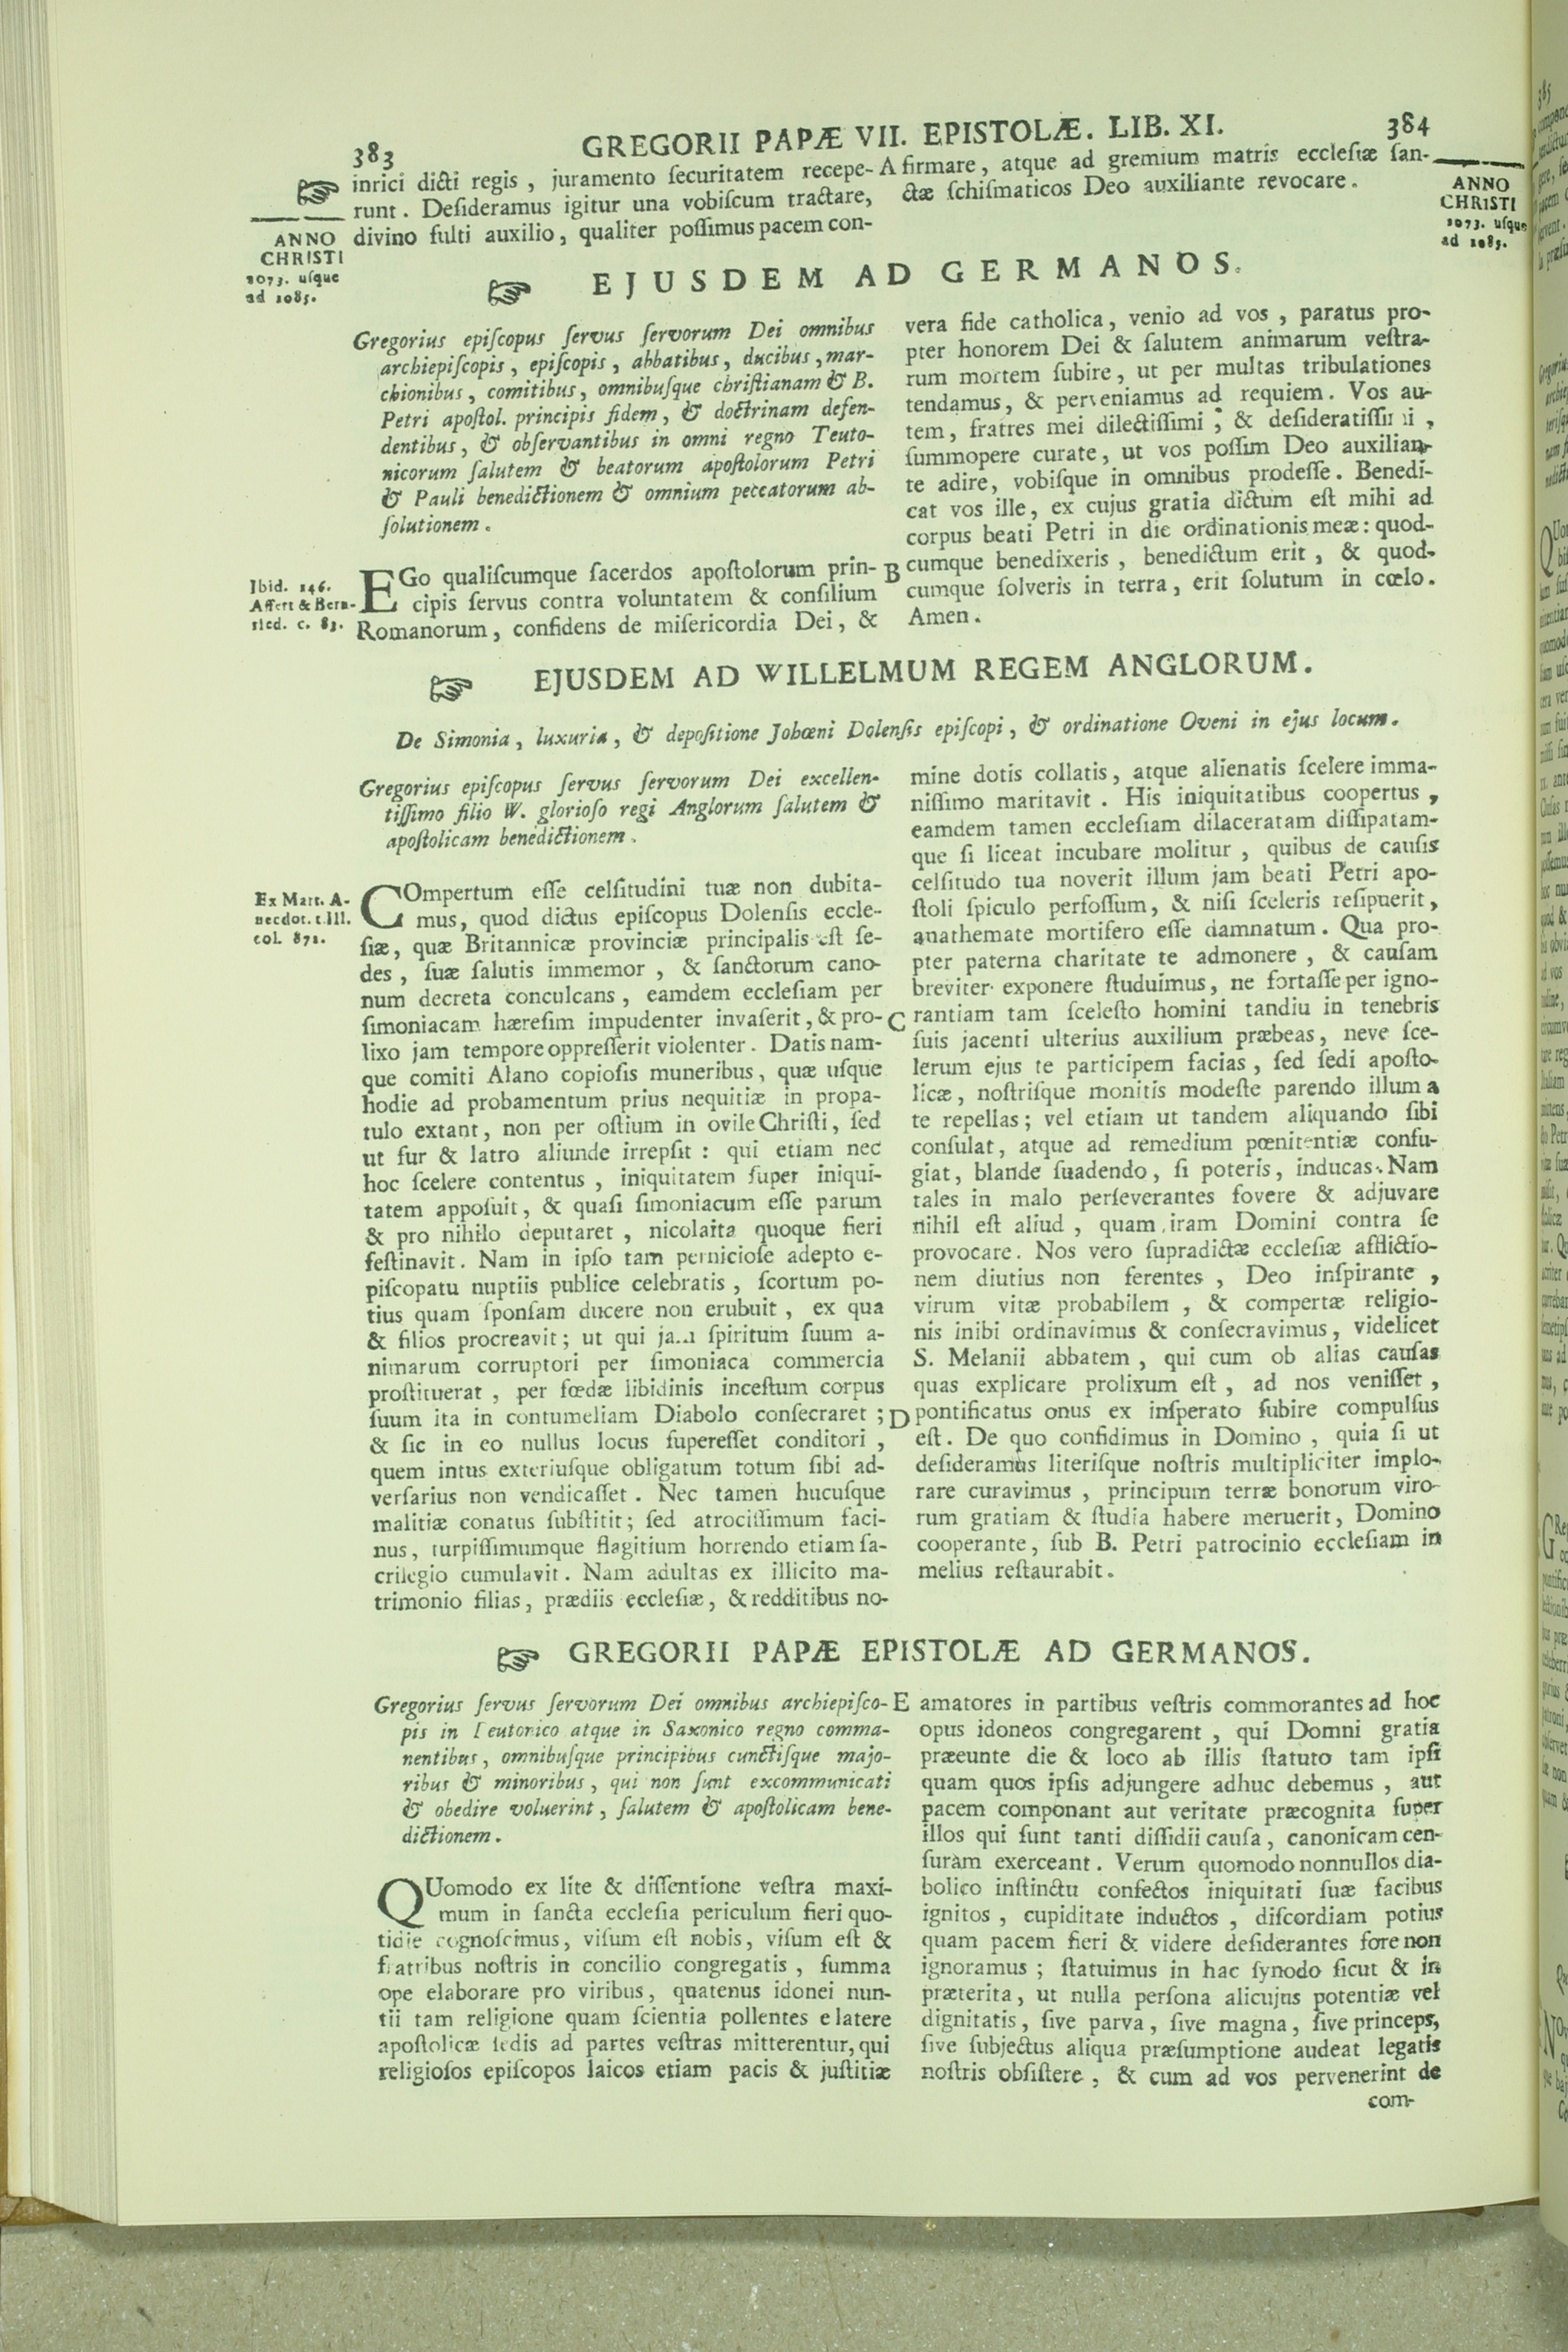 383
GREGORII PAPÆ VII. EPISTOLÆ. LIB. XI.
384
inrici dicti regis, juramento ſecuritatem recepe-
runt. Deſideramus igitur una vobiſcum tractare,
divino fulti auxilio, qualiter poſſimus pacem con-
ANNO
CHRISTI
1073. uſque
ad 1085.
A
firmare, atque ad gremium matris eccleſiæ ſan-
ctæ ſchiſmaticos Deo auxiliante revocare.
ANNO
CHRISTI
1073. uſque
ad 1085.
EJUSDEM AD GERMANOS.
Gregorius epiſcopus ſervus ſervorum Dei omnibus
archiepiſcopis, epiſcopis, abbatibus, ducibus, mar-
chionibus, comitibus, omnibuſque chriſtianam & B.
Petri apoſtol. principis fidem, & doctrinam defen-
dentibus, & obſervantibus in omni regno Teuto-
nicorum ſalutem & beatorum apoſtolorum Petri
& Pauli benedictionem & omnium peccatorum ab-
ſolutionem.
Ibid. 146.
Affert & Bern-
ried. c. 83.
EGo qualiſcumque ſacerdos apoſtolorum prin-
cipis ſervus contra voluntatem & conſilium
Romanorum, confidens de miſericordia Dei, &
vera fide catholica, venio ad vos, paratus pro-
pter honorem Dei & ſalutem animarum veſtra-
rum mortem ſubire, ut per multas tribulationes
tendamus, & perveniamus ad requiem. Vos au-
tem, fratres mei dilectiſſimi, & deſideratiſſimi,
ſummopere curate, ut vos poſſim Deo auxilian-
te adire, vobiſque in omnibus prodeſſe. Benedi-
cat vos ille, ex cujus gratia dictum eſt mihi ad
corpus beati Petri in die ordinationis meæ: quod-
B
cumque benedixeris, benedictum erit, & quod-
cumque ſolveris in terra, erit ſolutum in cœlo.
Amen.
EJUSDEM AD WILLELMUM REGEM ANGLORUM.
De Simonia, luxuria, & depoſitione Johœni Dolenſis epiſcopi, & ordinatione Oveni in ejus locum.
Gregorius epiſcopus ſervus ſervorum Dei excellen-
tiſſimo filio W. glorioſo regi Anglorum ſalutem &
apoſtolicam benedictionem.
Ex Mart. A-
necdot. t. III.
col. 871.
COmpertum eſſe celſitudini tuæ non dubita-
mus, quod dictus epiſcopus Dolenſis eccle-
ſiæ, quæ Britannicæ provinciæ principalis eſt ſe-
des, ſuæ ſalutis immemor, & ſanctorum cano-
num decreta conculcans, eamdem eccleſiam per
ſimoniacam hæreſim impudenter invaſerit, & pro-
lixo jam tempore oppreſſerit violenter. Datis nam-
que comiti Alano copioſis muneribus, quæ uſque
hodie ad probamentum prius nequitiæ in propa-
tulo extant, non per oſtium in ovile Chriſti, ſed
ut fur & latro aliunde irrepſit: qui etiam nec
hoc ſcelere contentus, iniquitatem ſuper iniqui-
tatem appoſuit, & quaſi ſimoniacum eſſe parum
& pro nihilo deputaret, nicolaita quoque fieri
feſtinavit. Nam in ipſo tam pernicioſe adepto e-
piſcopatu nuptiis publice celebratis, ſcortum po-
tius quam ſponſam ducere non erubuit, ex qua
& filios procreavit; ut qui jam ſpiritum ſuum a-
nimarum corruptori per ſimoniaca commercia
proſtituerat, per fœdæ libidinis inceſtum corpus
ſuum ita in contumeliam Diabolo conſecraret;
& ſic in eo nullus locus ſupereſſet conditori,
quem intus exteriuſque obligatum totum ſibi ad-
verſarius non vendicaſſet. Nec tamen hucuſque
malitiæ conatus ſubſtitit; ſed atrociſſimum faci-
nus, turpiſſimumque flagitium horrendo etiam ſa-
crilegio cumulavit. Nam adultas ex illicito ma-
trimonio filias, prædiis eccleſiæ, & redditibus no-
mine dotis collatis, atque alienatis ſcelere imma-
niſſimo maritavit. His iniquitatibus coopertus,
eamdem tamen eccleſiam dilaceratam diſſipatam-
que ſi liceat incubare molitur, quibus de cauſis
celſitudo tua noverit illum jam beati Petri apo-
ſtoli ſpiculo perfoſſum, & niſi ſceleris reſipuerit,
anathemate mortifero eſſe damnatum. Qua pro-
pter paterna charitate te admonere, & cauſam
breviter exponere ſtuduimus, ne fortaſſe per igno-
C
rantiam tam ſceleſto homini tandiu in tenebris
ſuis jacenti ulterius auxilium præbeas, neve ſce-
lerum ejus te participem facias, ſed ſedi apoſto-
licæ, noſtriſque monitis modeſte parendo illum a
te repellas; vel etiam ut tandem aliquando ſibi
conſulat, atque ad remedium pœnitentiæ confu-
giat, blande ſuadendo, ſi poteris, inducas. Nam
tales in malo perſeverantes fovere & adjuvare
nihil eſt aliud, quam iram Domini contra ſe
provocare. Nos vero ſupradictæ eccleſiæ afflictio-
nem diutius non ferentes, Deo inſpirante,
virum vitæ probabilem, & compertæ religio-
nis inibi ordinavimus & conſecravimus, videlicet
S. Melanii abbatem, qui cum ob alias cauſas
quas explicare prolixum eſt, ad nos veniſſet,
D
pontificatus onus ex inſperato ſubire compulſus
eſt. De quo confidimus in Domino, quia ſi ut
deſideramus literiſque noſtris multipliciter implo-
rare curavimus, principum terræ bonorum viro-
rum gratiam & ſtudia habere meruerit, Domino
cooperante, ſub B. Petri patrocinio eccleſiam in
melius reſtaurabit.
GREGORII PAPÆ EPISTOLÆ AD GERMANOS.
Gregorius ſervus ſervorum Dei omnibus archiepiſco-
pis in Teutonico atque in Saxonico regno comma-
nentibus, omnibuſque principibus cunctiſque majo-
ribus & minoribus, qui non ſunt excommunicati
& obedire voluerint, ſalutem & apoſtolicam bene-
dictionem.
QUomodo ex lite & diſſentione veſtra maxi-
mum in ſancta eccleſia periculum fieri quo-
tidie cognoſcimus, viſum eſt nobis, viſum eſt &
fratribus noſtris in concilio congregatis, ſumma
ope elaborare pro viribus, quatenus idonei nun-
tii tam religione quam ſcientia pollentes e latere
apoſtolicæ ſedis ad partes veſtras mitterentur, qui
religioſos epiſcopos laicos etiam pacis & juſtitiæ
E
amatores in partibus veſtris commorantes ad hoc
opus idoneos congregarent, qui Domni gratia
præeunte die & loco ab illis ſtatuto tam ipſi
quam quos ipſis adjungere adhuc debemus, aut
pacem componant aut veritate præcognita ſuper
illos qui ſunt tanti diſſidii cauſa, canonicam cen-
ſuram exerceant. Verum quomodo nonnullos dia-
bolico inſtinctu confectos iniquitati ſuæ facibus
ignitos, cupiditate inductos, diſcordiam potius
quam pacem fieri & videre deſiderantes fore non
ignoramus; ſtatuimus in hac ſynodo ſicut & in
præterita, ut nulla perſona alicujus potentiæ vel
dignitatis, ſive parva, ſive magna, ſive princeps,
ſive ſubjectus aliqua præſumptione audeat legatis
noſtris obſiſtere, & cum ad vos pervenerint de
com-